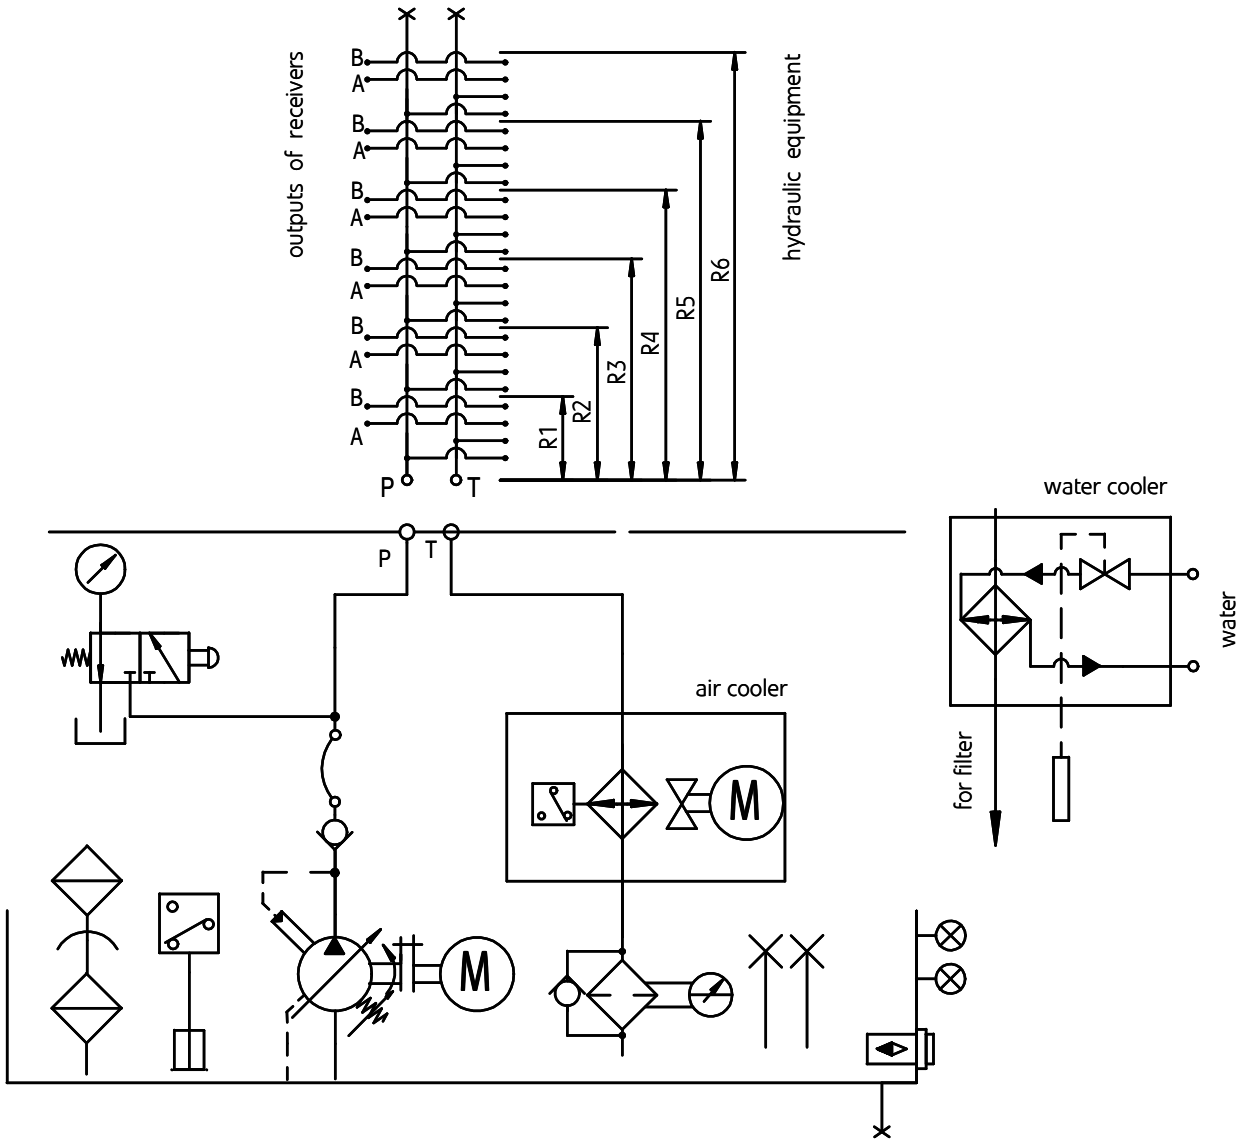 outputs of receivers
B
A
B
A
B
A
B
A
B
A
B
A
hydraulic equipment
R6
R5
R4
R3
R2
R1
P
T
P
T
water cooler
water
for filter
air cooler
M
M